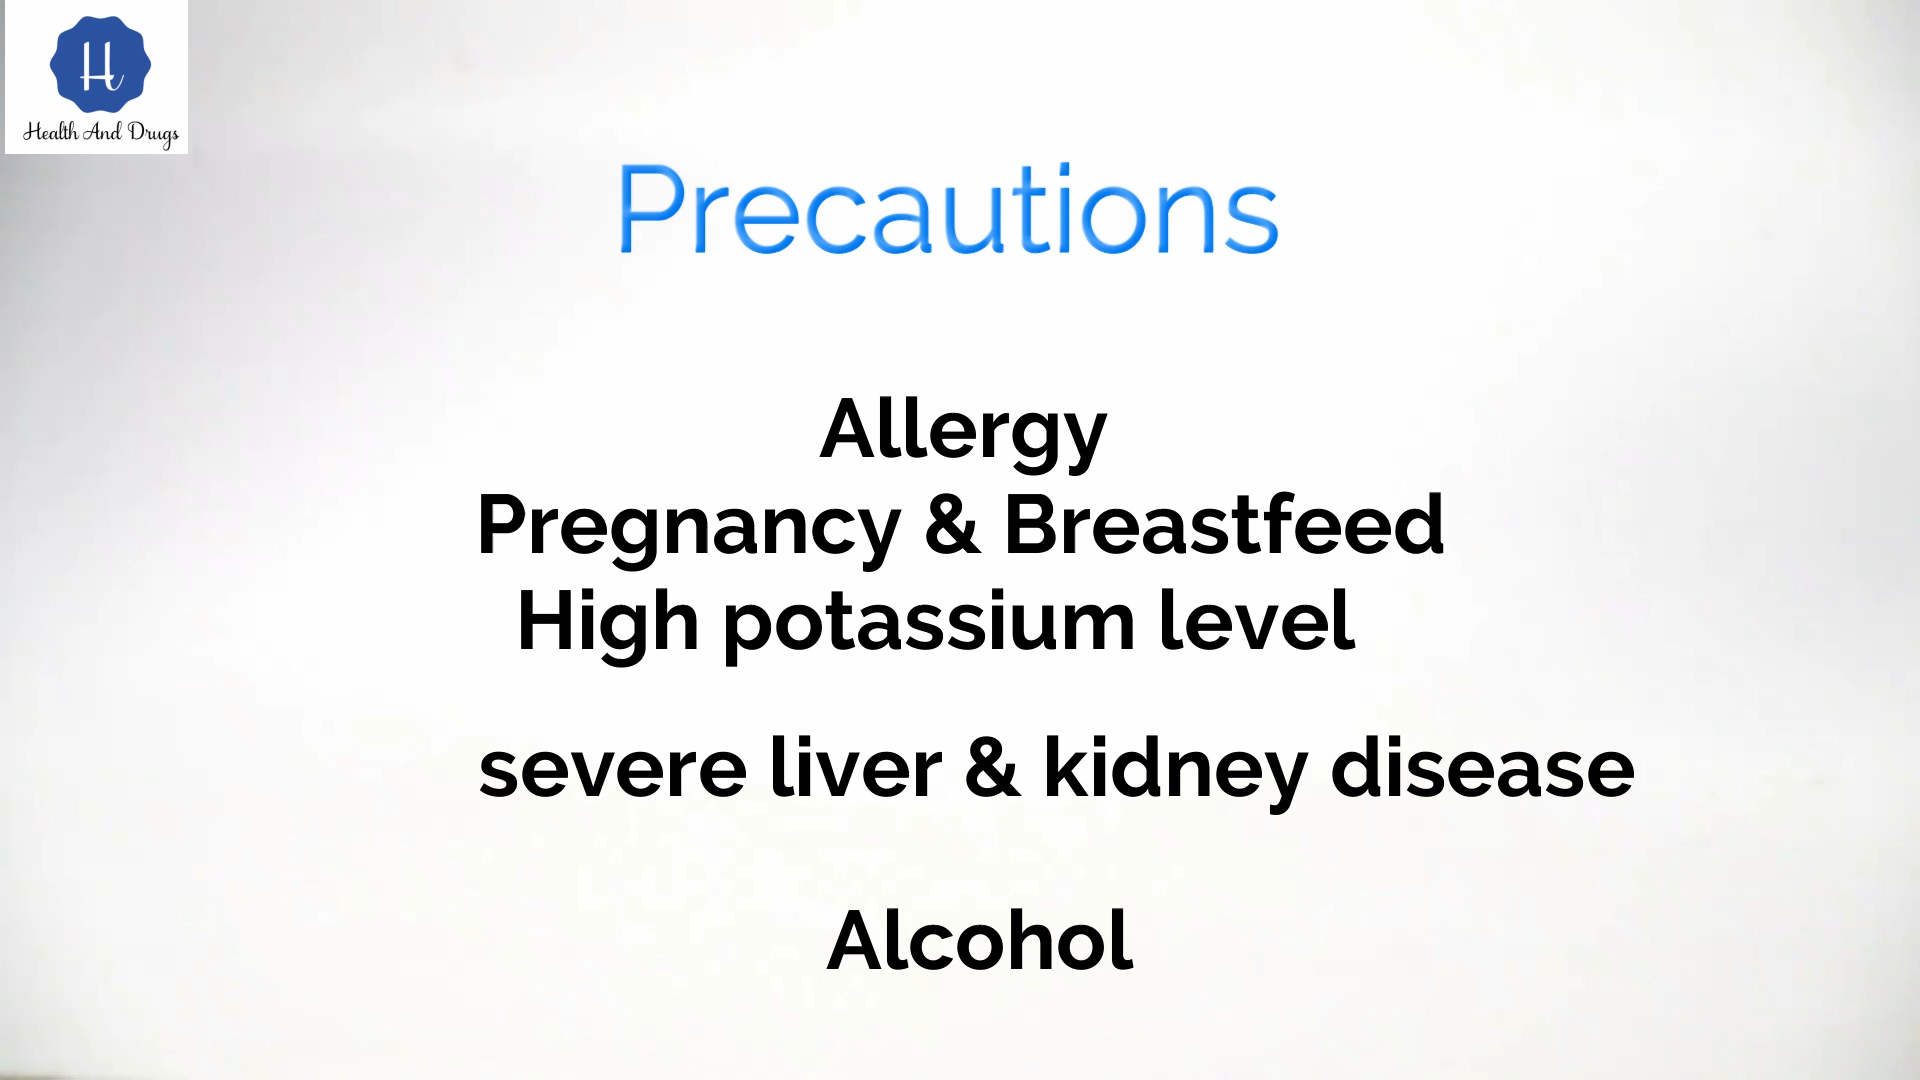 H
Health And Drugs
Precautions
Allergy
Pregnancy & Breastfeed
High potassium level
severe liver & kidney disease
Alcohol